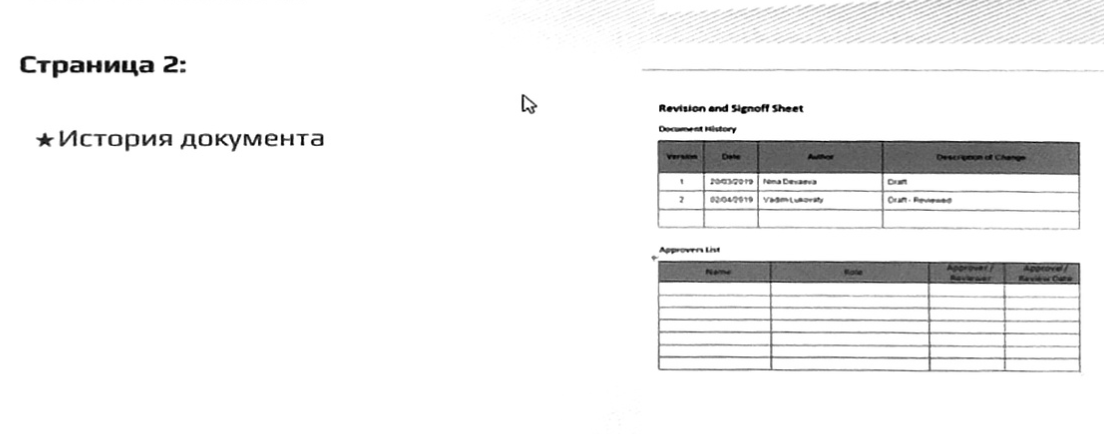 Страница 2:
★ История документа
Revision and Signoff Sheet
Document History
Version Date Author Description of Change
1 20/03/2019 Nina Devaeva Draft
2 02/04/2019 Vadim Lukovaty Draft - Reviewed
Approvers List
Name Role Approver / Reviewer Approval / Review Date